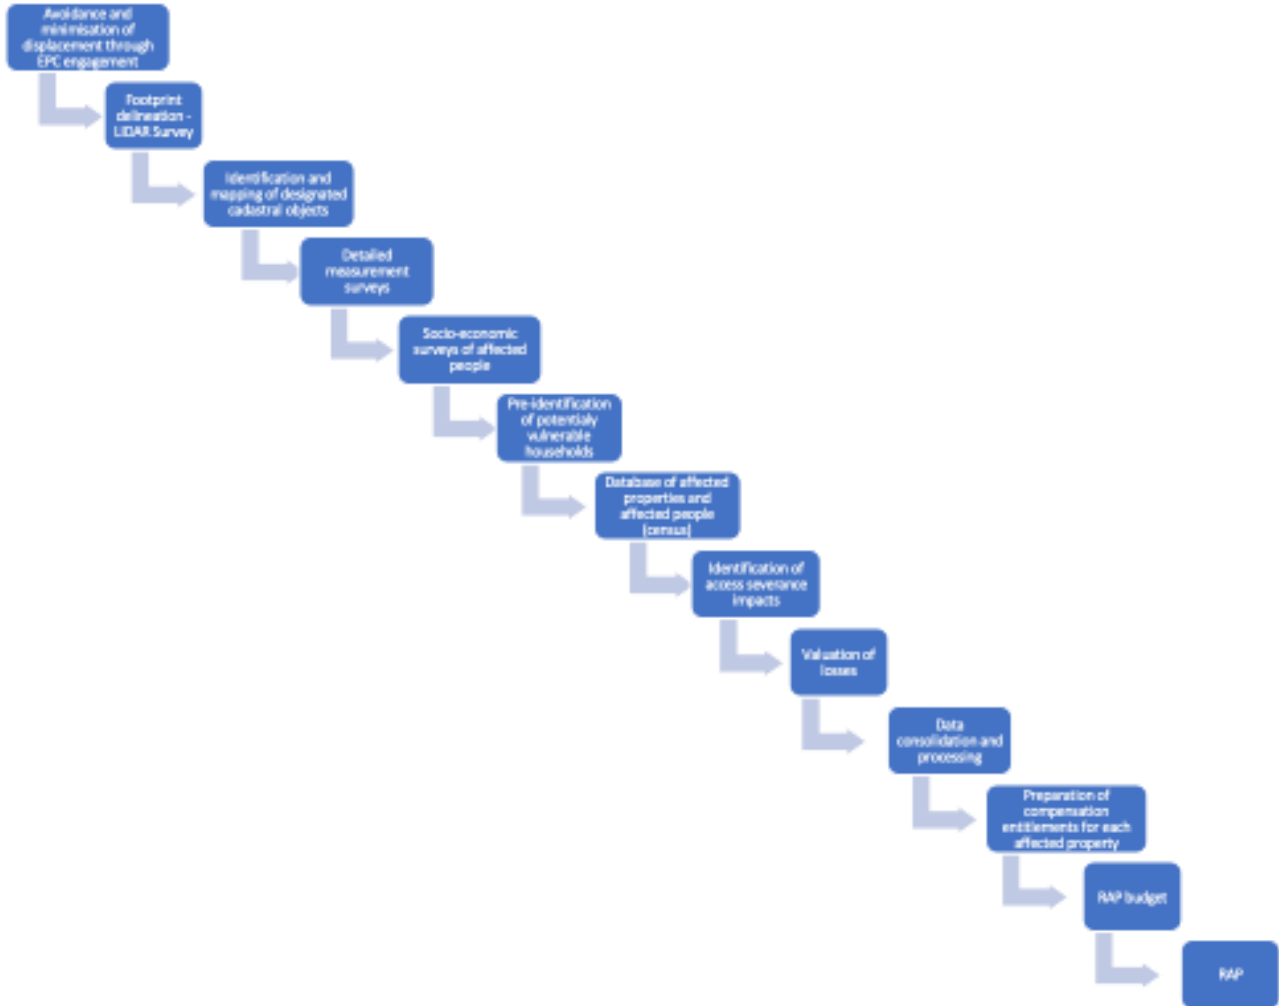 Avoidance and
minimisation of
displacement through
EPC engagement
Footprint
delineation -
LIDAR Survey
Identification and
mapping of designated
cadastral objects
Detailed
measurement
surveys
Socio-economic
surveys of affected
people
Pre-identification
of potentialy
vulnerable
households
Database of affected
properties and
affected people
(census)
Identification of
access severance
impacts
Valuation of
losses
Data
consolidation and
processing
Preparation of
compensation
entitlements for each
affected property
RAP budget
RAP